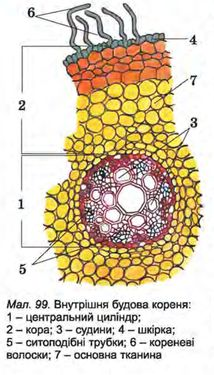 6
4
2
7
3
1
5
Мал. 99. Внутрішня будова кореня:
1 – центральний циліндр;
2 – кора; 3 – судини; 4 – шкірка;
5 – ситоподібні трубки; 6 – кореневі
волоски; 7 – основна тканина